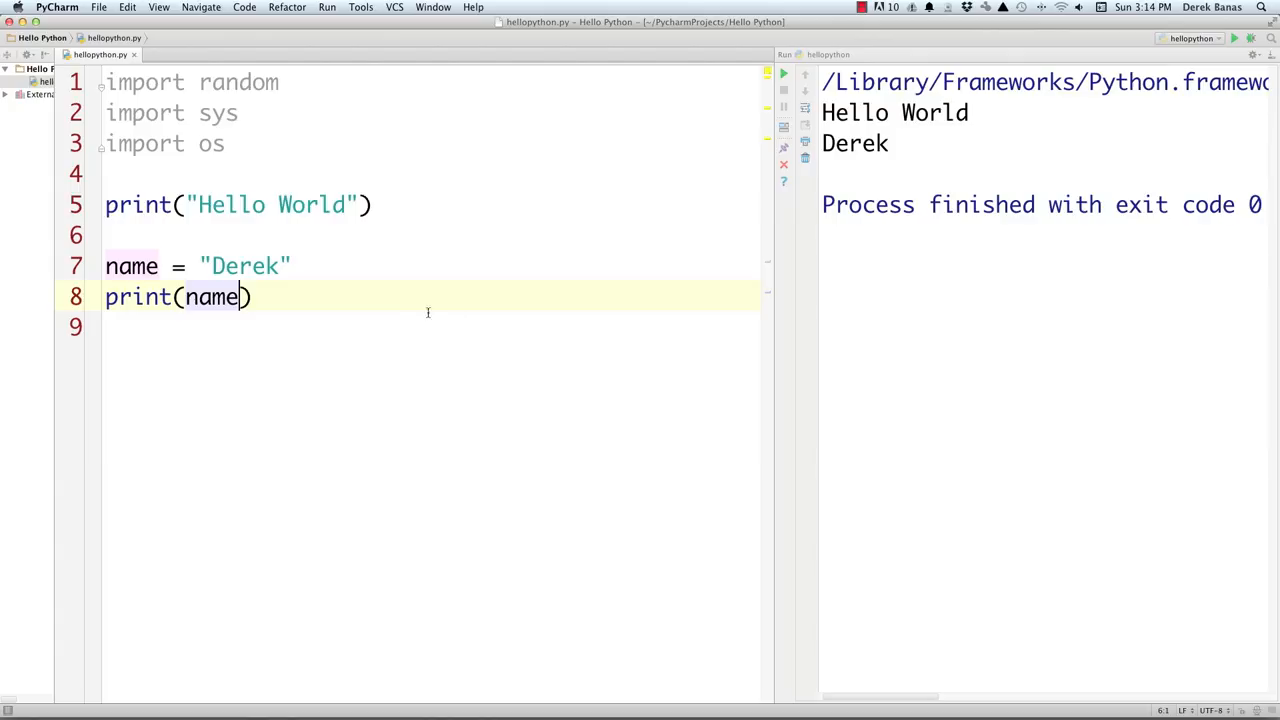 PyCharm File Edit View Navigate Code Refactor Run Tools VCS Window Help 10 Sun 3:14 PM Derek Banas
hellopython.py – Hello Python – [~/PycharmProjects/Hello Python]
Hello Python hellopython.py hellopython
hellopython.py Run hellopython
Hello P
hell
Extern
1 import random
2 import sys
3 import os
4
5 print("Hello World")
6
7 name = "Derek"
8 print(name)
9
/Library/Frameworks/Python.framewo
Hello World
Derek
Process finished with exit code 0
6:1 LF UTF-8